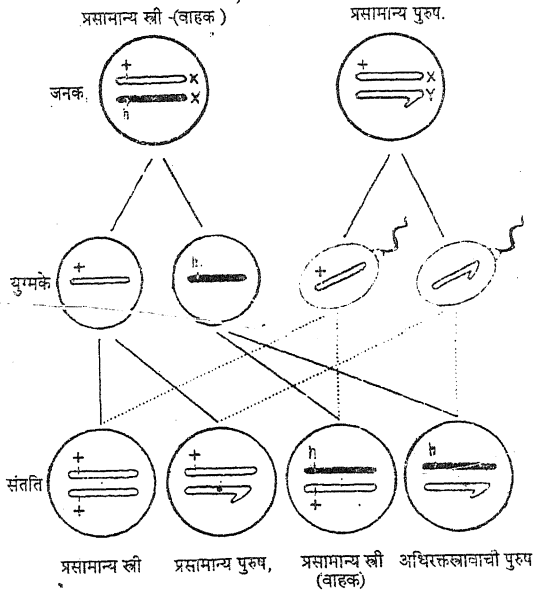 प्रसामान्य स्त्री -(वाहक) प्रसामान्य पुरुष.
+ +
X X
जनक X Y
h
युग्मके + h +
h h
+ +
संतति
+ +
प्रसामान्य स्त्री प्रसामान्य पुरुष, प्रसामान्य स्त्री अधिरक्तस्त्रावाची पुरुष
(वाहक)